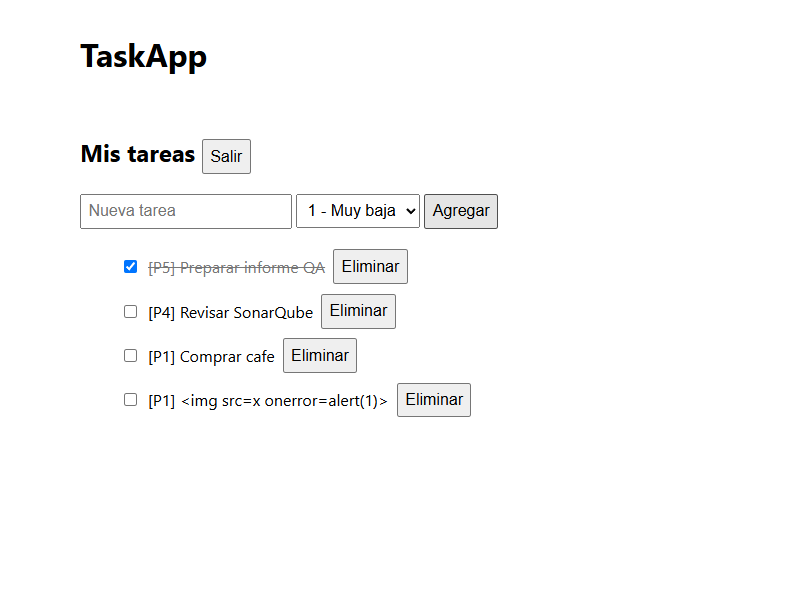 TaskApp
Mis tareas Salir
Nueva tarea 1 - Muy baja Agregar
[P5] Preparar informe QA Eliminar
[P4] Revisar SonarQube Eliminar
[P1] Comprar cafe Eliminar
[P1] <img src=x onerror=alert(1)> Eliminar